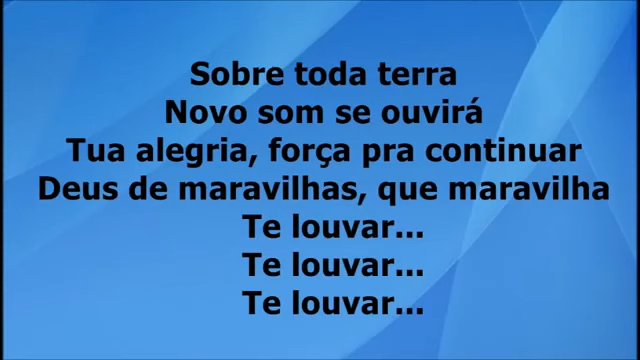 Sobre toda terra
Novo som se ouvirá
Tua alegria, força pra continuar
Deus de maravilhas, que maravilha
Te louvar...
Te louvar...
Te louvar...